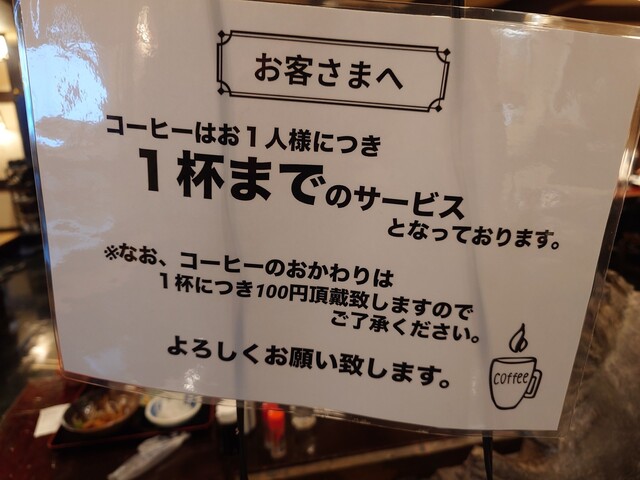 お客さまへ
コーヒーはお１人様につき
１杯までのサービス
となっております。
※なお、コーヒーのおかわりは
１杯につき100円頂戴致しますので
ご了承ください。
よろしくお願い致します。
coffee